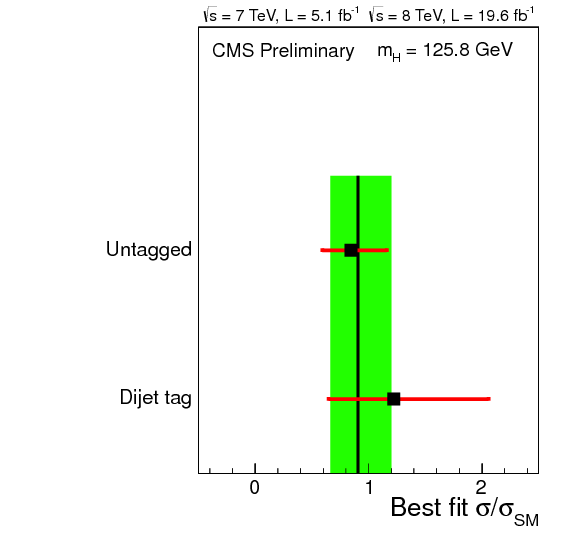 √s = 7 TeV, L = 5.1 fb⁻¹ √s = 8 TeV, L = 19.6 fb⁻¹
CMS Preliminary m_H = 125.8 GeV
Untagged
Dijet tag
0 1 2
Best fit σ/σ_SM